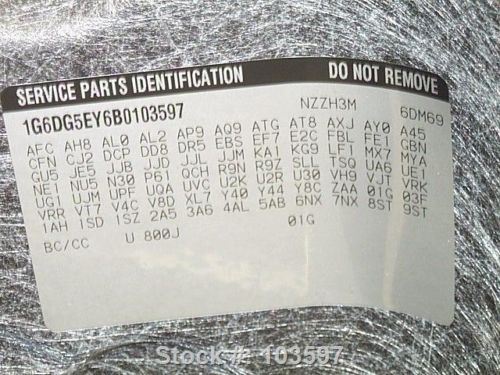 SERVICE PARTS IDENTIFICATION DO NOT REMOVE
1G6DG5EY6B0103597 NZZH3M 6DM69
AFC AH8 AL0 AL2 AP9 AQ9 ATG AT8 AXJ AY0 A45
CFN CJ2 DCP DD8 DR5 EBS EF7 E2C FBL FE1 GBN
GU5 JE5 JJB JJD JJL JJM KA1 KG9 LF1 MX7 MYA
NE1 NU5 N30 P61 QCH R9N R9Z SLL TSQ UA6 UE1
UG1 UJM UPF UQA UVC U2K U2R U30 VH9 VJT VRK
VRR VT7 V4C V8D XL7 Y40 Y44 Y8C ZAA 01G 03F
1AH 1SD 1SZ 2A5 3A6 4AL 5AB 6NX 7NX 8ST 9ST
BC/CC U 800J 01G
Stock#: 103597